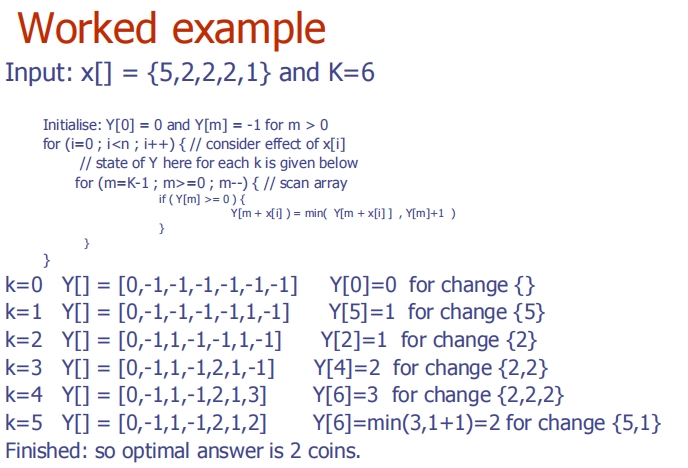 Worked example
Input: x[] = {5,2,2,2,1} and K=6
Initialise: Y[0] = 0 and Y[m] = -1 for m > 0
for (i=0 ; i<n ; i++) { // consider effect of x[i]
// state of Y here for each k is given below
for (m=K-1 ; m>=0 ; m--) { // scan array
if ( Y[m] >= 0 ) {
Y[m + x[i] ) = min( Y[m + x[i] ] , Y[m]+1 )
}
}
}
k=0 Y[] = [0,-1,-1,-1,-1,-1,-1] Y[0]=0 for change {}
k=1 Y[] = [0,-1,-1,-1,-1,1,-1] Y[5]=1 for change {5}
k=2 Y[] = [0,-1,1,-1,-1,1,-1] Y[2]=1 for change {2}
k=3 Y[] = [0,-1,1,-1,2,1,-1] Y[4]=2 for change {2,2}
k=4 Y[] = [0,-1,1,-1,2,1,3] Y[6]=3 for change {2,2,2}
k=5 Y[] = [0,-1,1,-1,2,1,2] Y[6]=min(3,1+1)=2 for change {5,1}
Finished: so optimal answer is 2 coins.